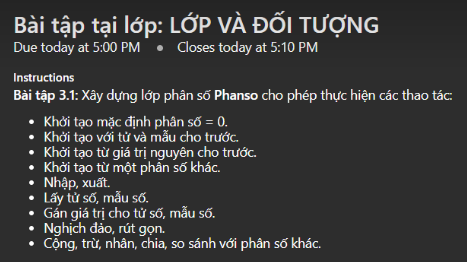 Bài tập tại lớp: LỚP VÀ ĐỐI TƯỢNG
Due today at 5:00 PM • Closes today at 5:10 PM
Instructions
Bài tập 3.1: Xây dựng lớp phân số Phanso cho phép thực hiện các thao tác:
• Khởi tạo mặc định phân số = 0.
• Khởi tạo với tử và mẫu cho trước.
• Khởi tạo từ giá trị nguyên cho trước.
• Khởi tạo từ một phân số khác.
• Nhập, xuất.
• Lấy tử số, mẫu số.
• Gán giá trị cho tử số, mẫu số.
• Nghịch đảo, rút gọn.
• Cộng, trừ, nhân, chia, so sánh với phân số khác.